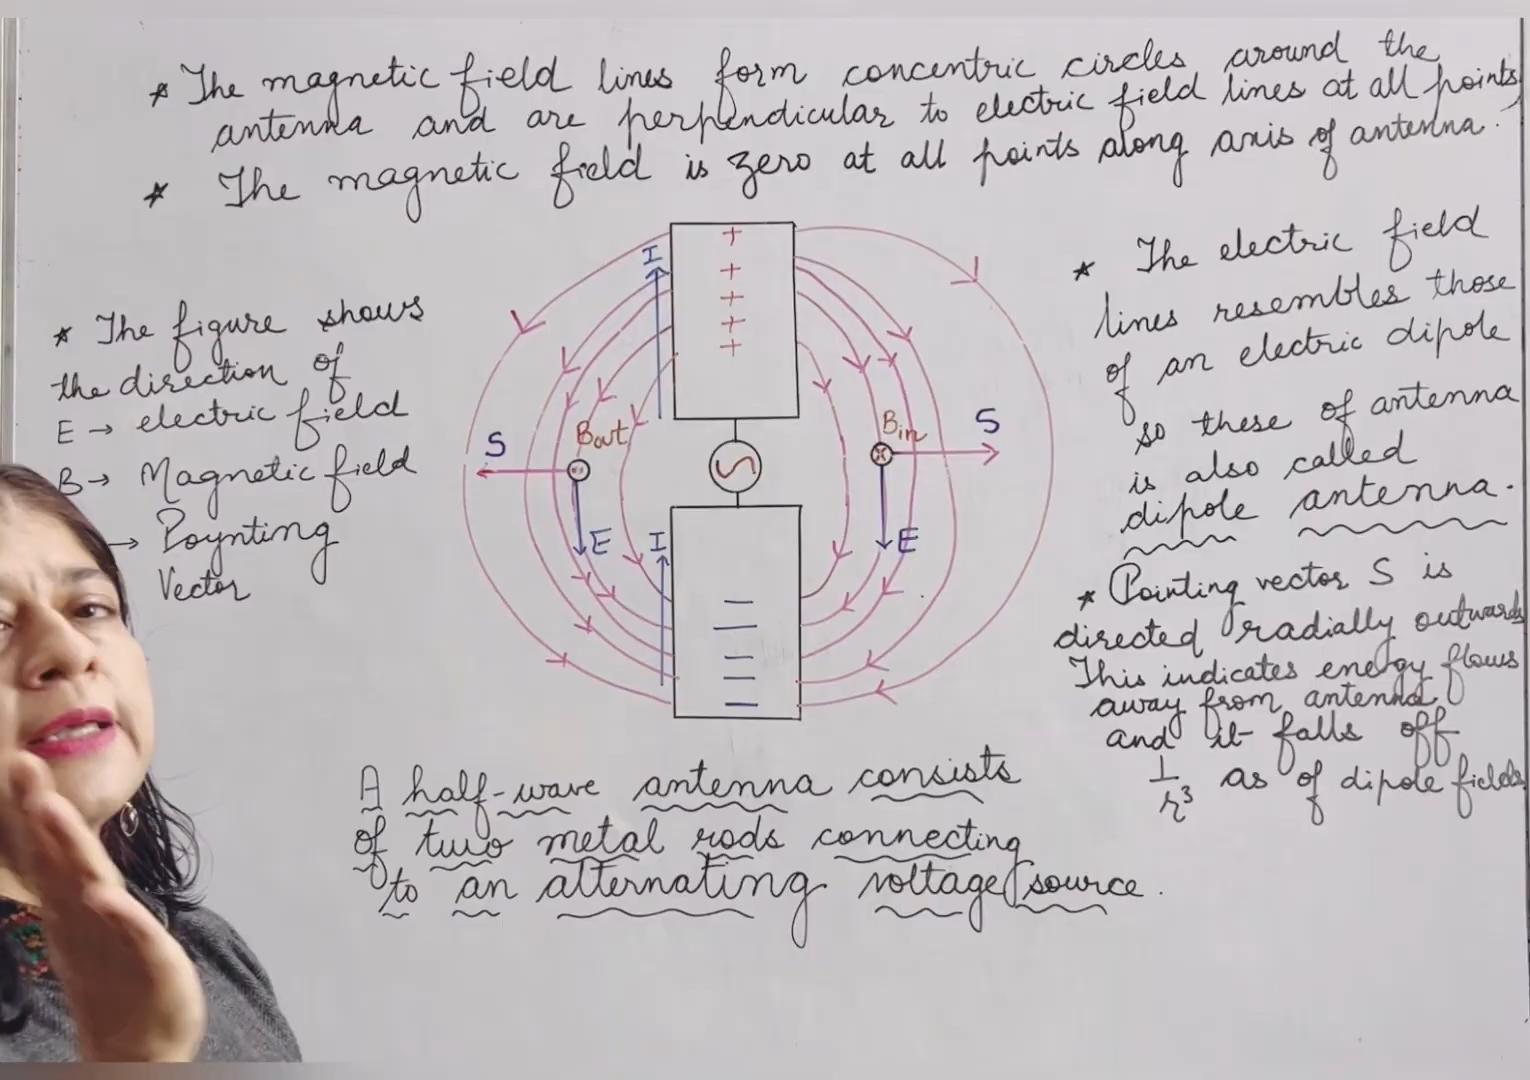 * The magnetic field lines form concentric circles around the
antenna and are perpendicular to electric field lines at all points
* The magnetic field is zero at all points along axis of antenna.
* The figure shows
the direction of
E → electric field
B → Magnetic field
→ Poynting
Vector
I
+
+
+
+
+
S
Bout
E
Bin
S
E
I
—
—
—
—
—
* The electric field
lines resembles those
of an electric dipole
so these of antenna
is also called
dipole antenna.
* Pointing vector S is
directed radially outwards
This indicates energy flows
away from antenna
and it falls off
1/r³ as of dipole fields
A half-wave antenna consists
of two metal rods connecting
to an alternating voltage source.